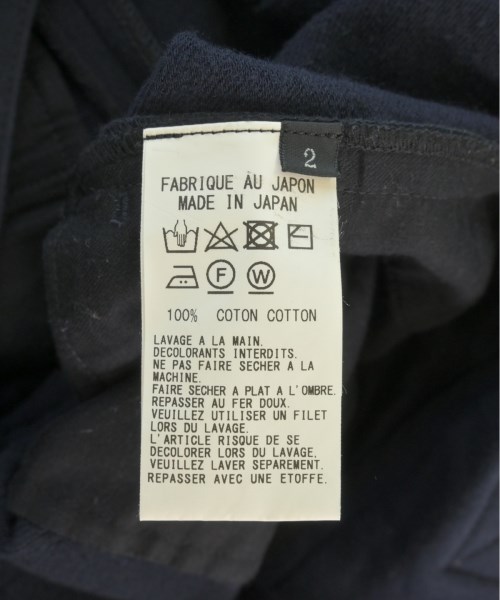 2
FABRIQUE AU JAPON
MADE IN JAPAN
F W
100% COTON COTTON
LAVAGE A LA MAIN.
DECOLORANTS INTERDITS.
NE PAS FAIRE SECHER A LA
MACHINE.
FAIRE SECHER A PLAT A L'OMBRE.
REPASSER AU FER DOUX.
VEUILLEZ UTILISER UN FILET
LORS DU LAVAGE.
L'ARTICLE RISQUE DE SE
DECOLORER LORS DU LAVAGE,
VEUILLEZ LAVER SEPAREMENT.
REPASSER AVEC UNE ETOFFE.